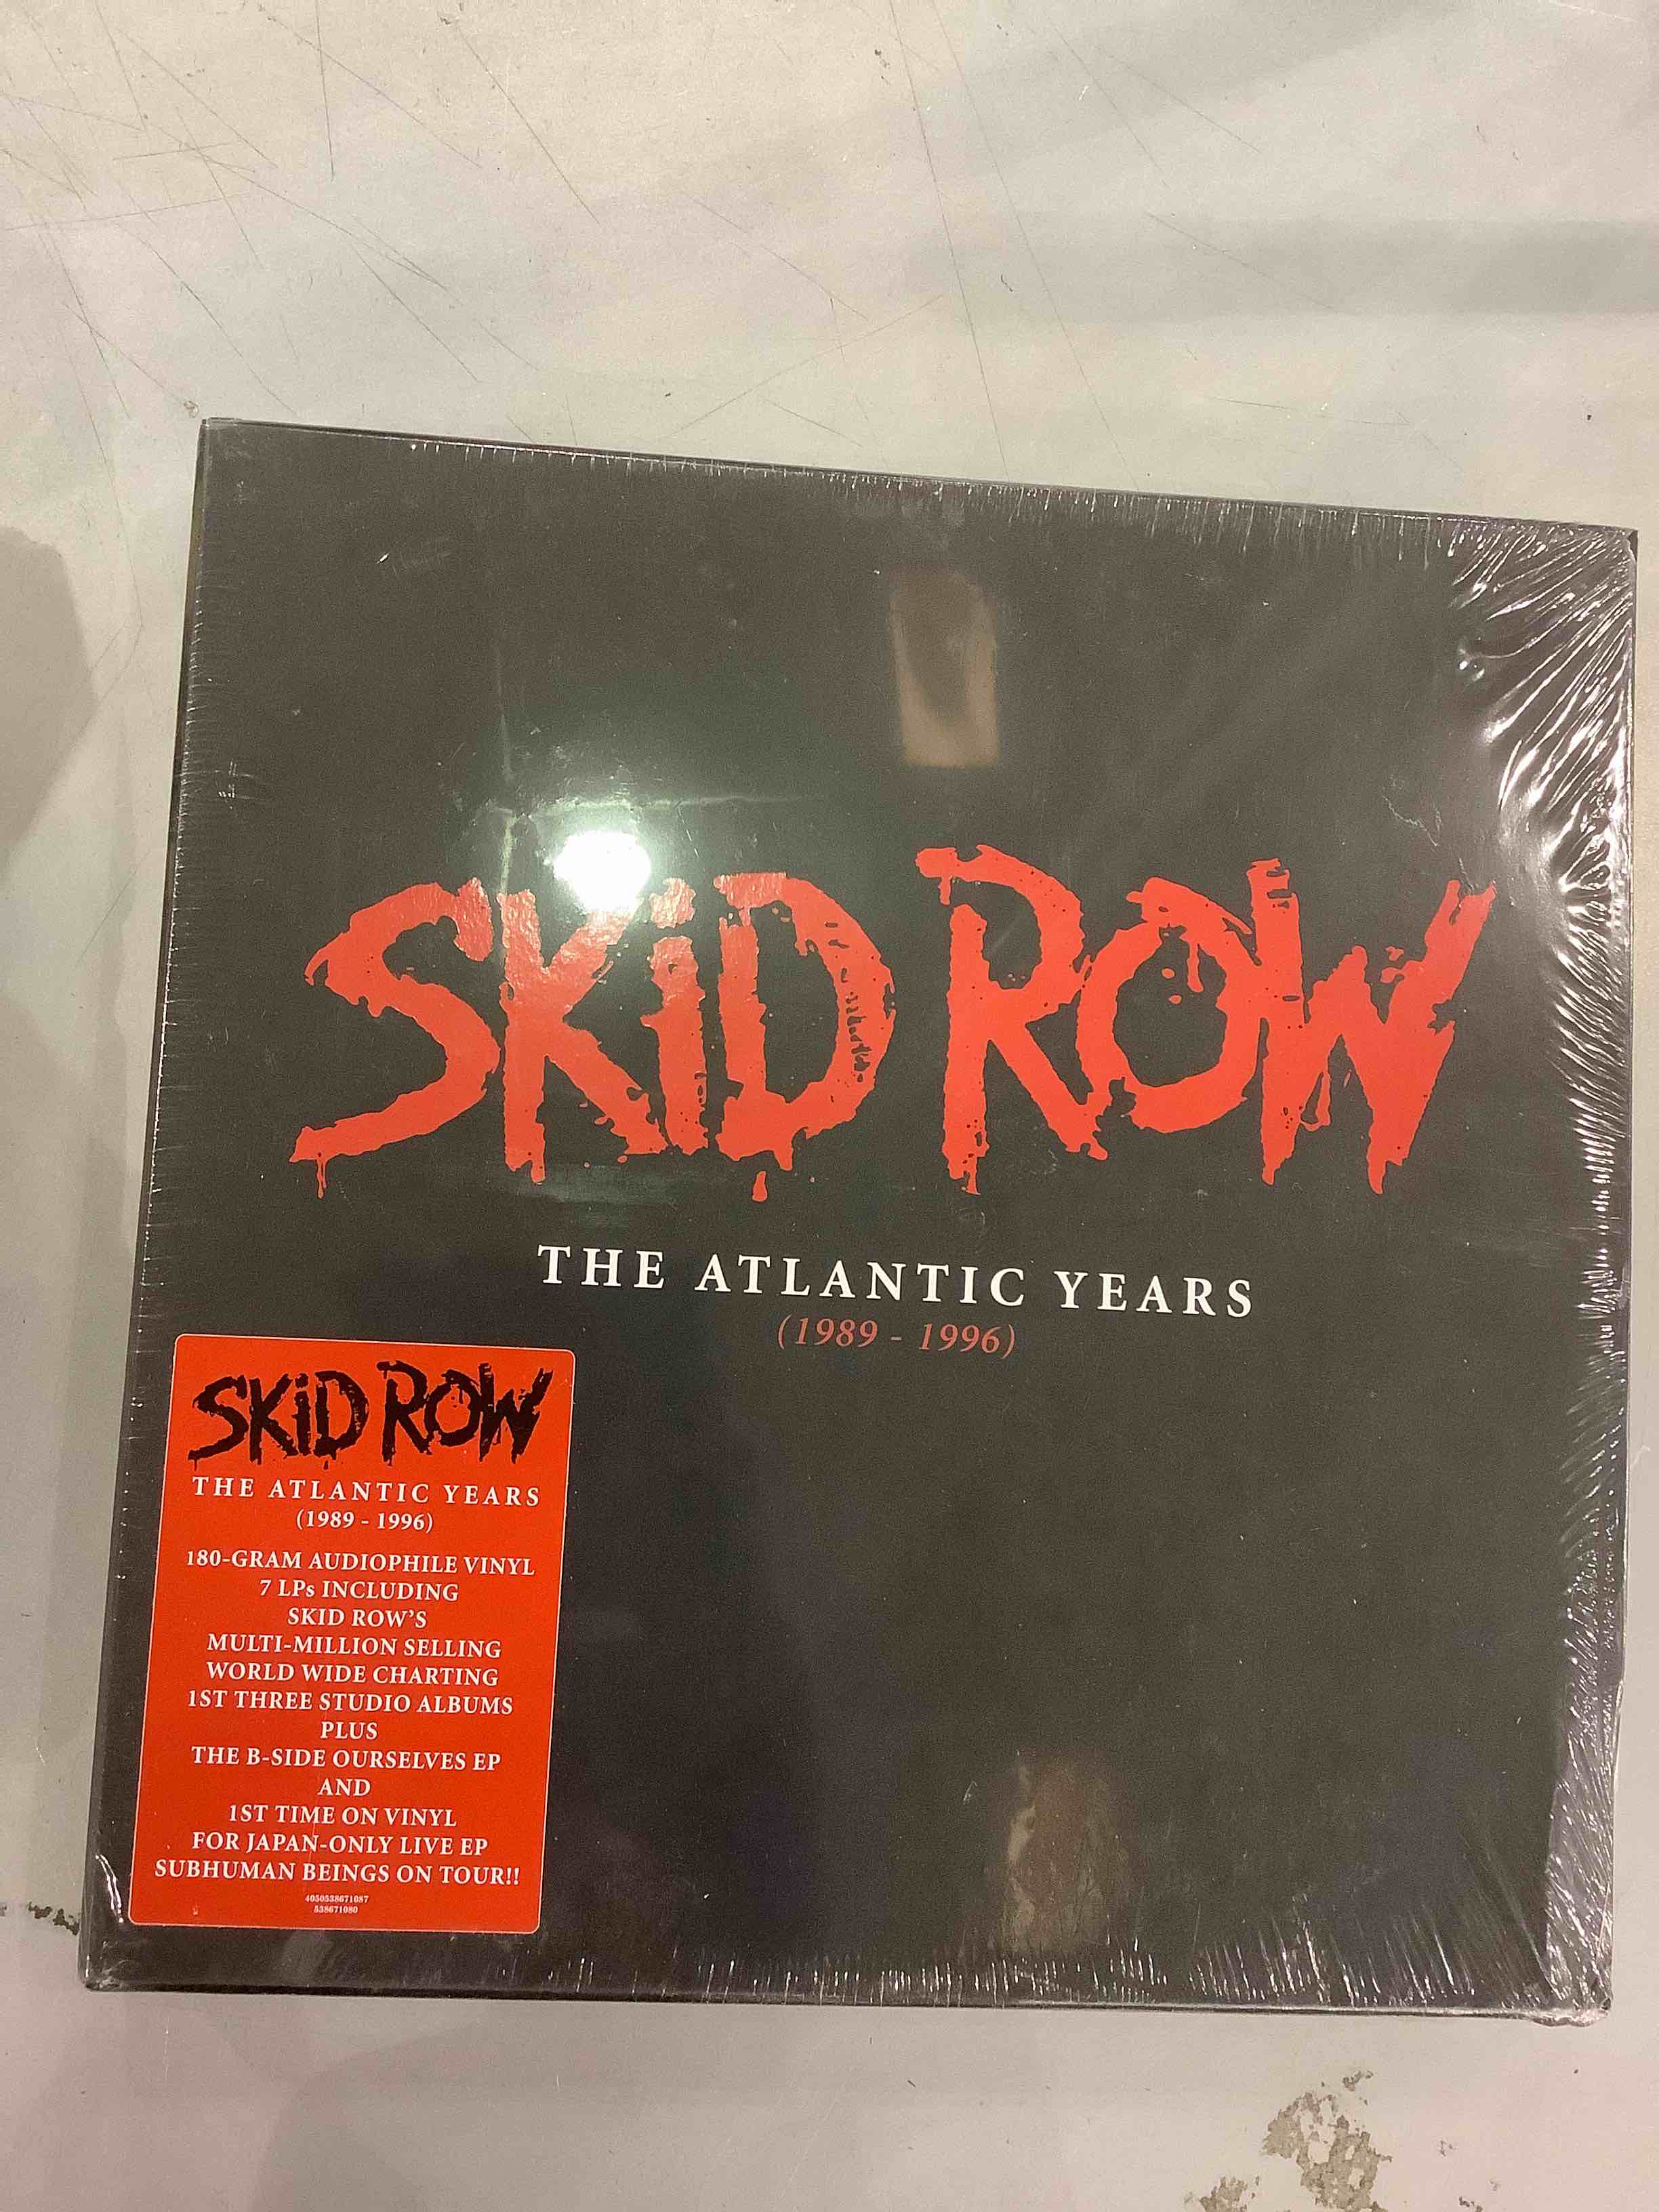 SKiD ROW
THE ATLANTIC YEARS
(1989 - 1996)
SKiD ROW
THE ATLANTIC YEARS
(1989 - 1996)
180-GRAM AUDIOPHILE VINYL
7 LPs INCLUDING
SKID ROW'S
MULTI-MILLION SELLING
WORLD WIDE CHARTING
1ST THREE STUDIO ALBUMS
PLUS
THE B-SIDE OURSELVES EP
AND
1ST TIME ON VINYL
FOR JAPAN-ONLY LIVE EP
SUBHUMAN BEINGS ON TOUR!!
4050538671087
538671080